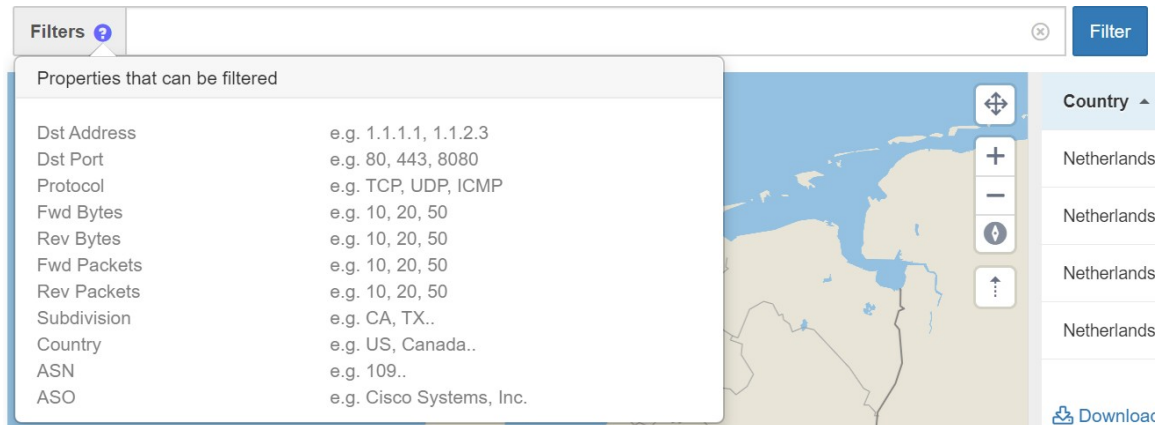 Filters ?
Filter
Properties that can be filtered
Dst Address e.g. 1.1.1.1, 1.1.2.3
Dst Port e.g. 80, 443, 8080
Protocol e.g. TCP, UDP, ICMP
Fwd Bytes e.g. 10, 20, 50
Rev Bytes e.g. 10, 20, 50
Fwd Packets e.g. 10, 20, 50
Rev Packets e.g. 10, 20, 50
Subdivision e.g. CA, TX..
Country e.g. US, Canada..
ASN e.g. 109..
ASO e.g. Cisco Systems, Inc.
Country
Netherlands
Netherlands
Netherlands
Netherlands
Download